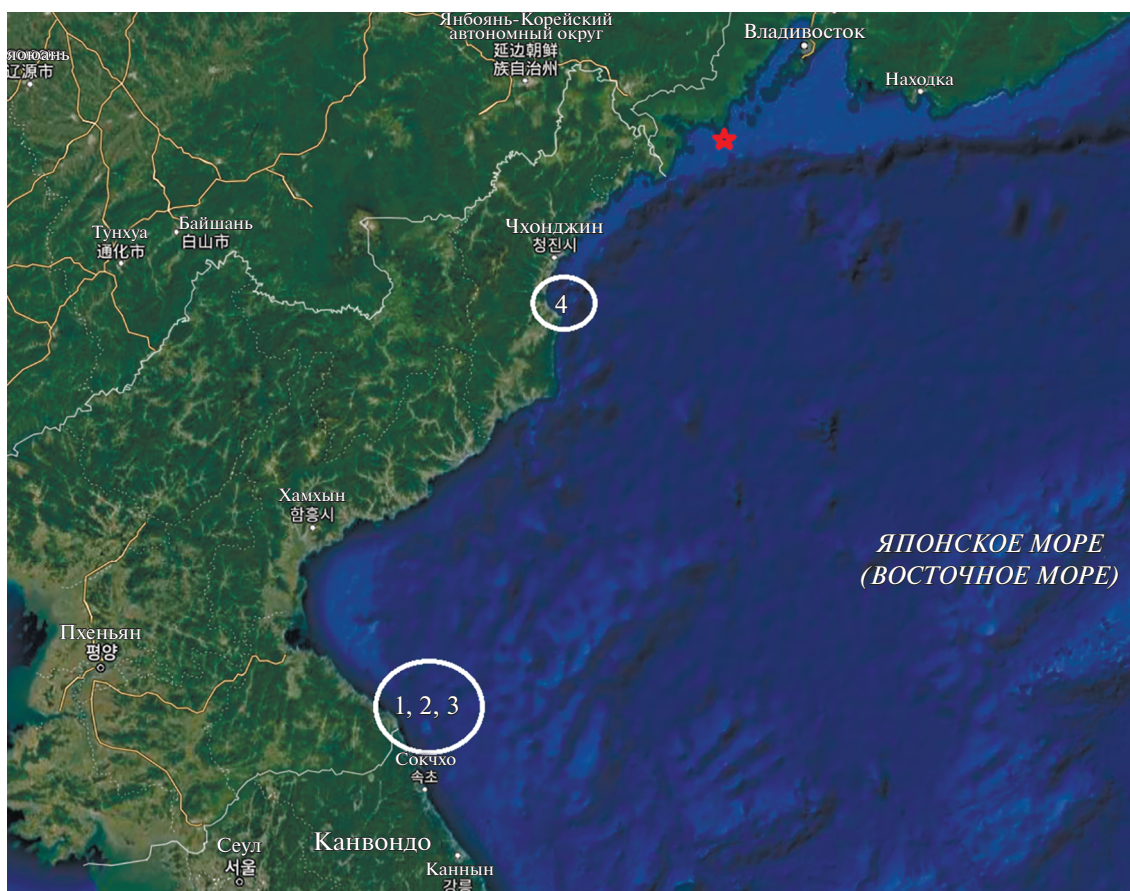 Янбоянь-Корейский
автономный округ
延边朝鲜
族自治州
Владивосток
Находка
辽源市
Чхонджин
청진시
Тунхуа
通化市
Байшань
白山市
4
Хамхын
함흥시
ЯПОНСКОЕ МОРЕ
(ВОСТОЧНОЕ МОРЕ)
Пхеньян
평양
1, 2, 3
Сокчхо
속초
Сеул
서울
Канвондо
Каннын
강릉